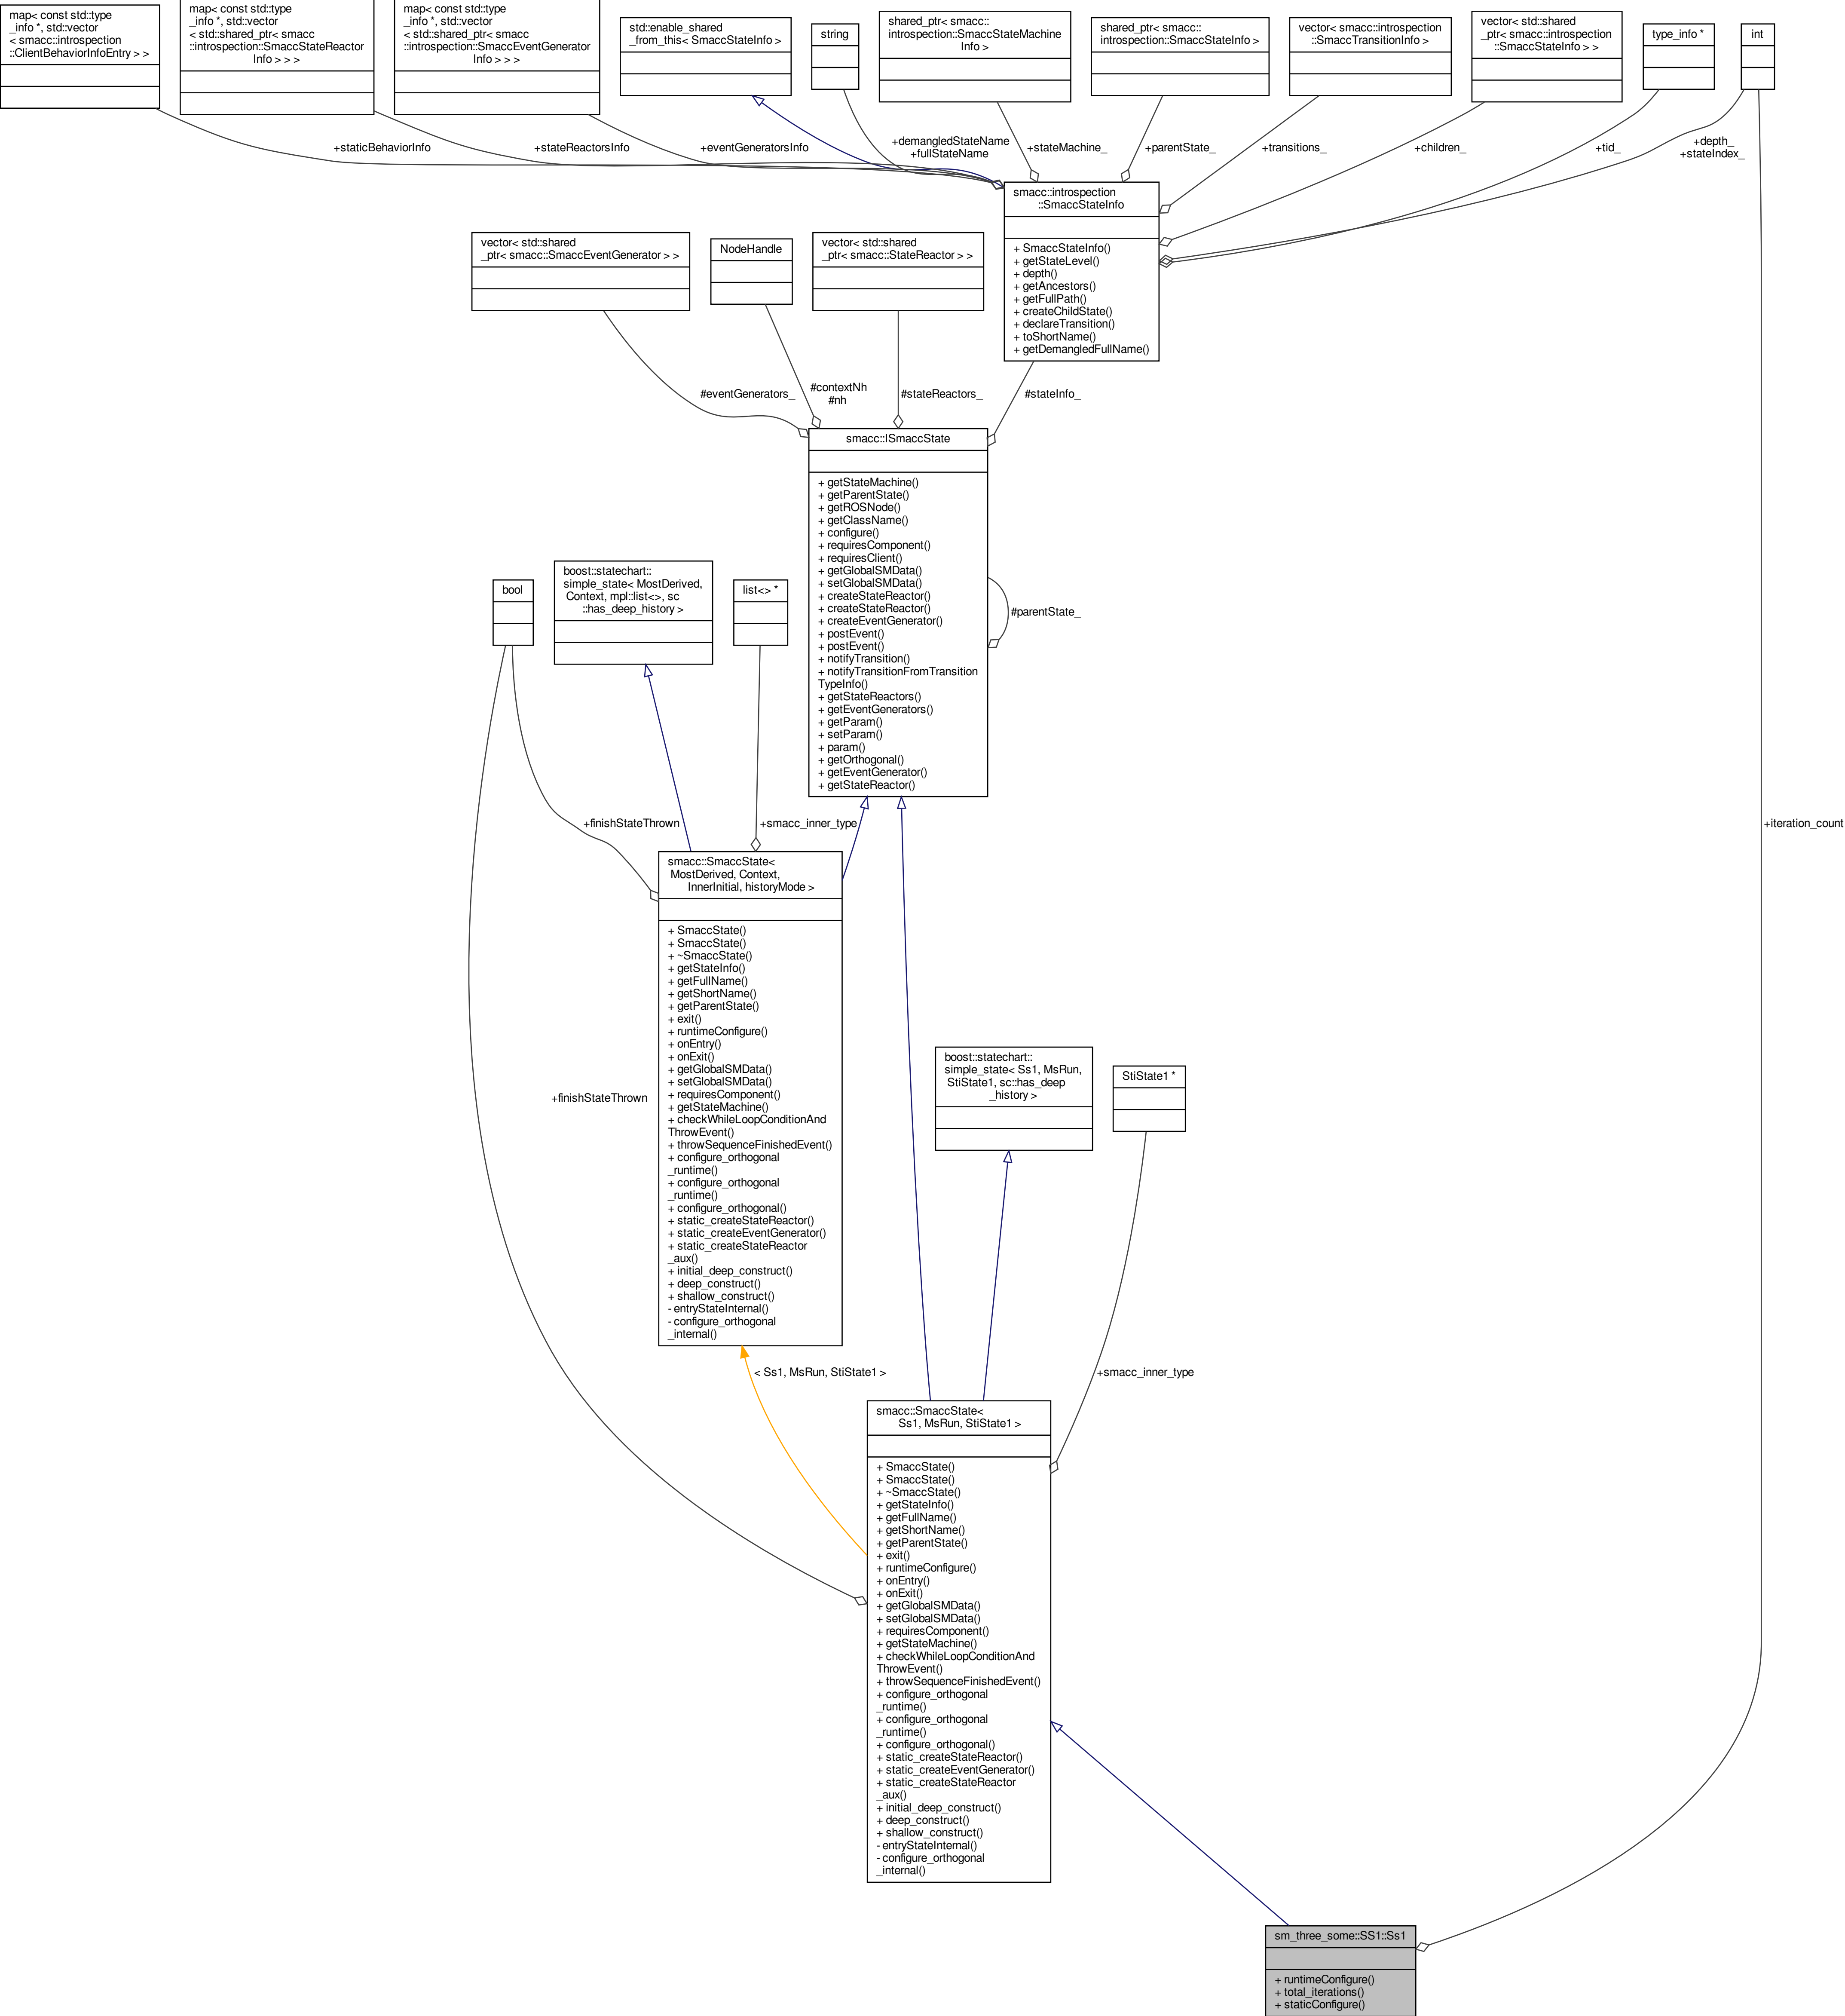 map< const std::type
_info *, std::vector
< smacc::introspection
::ClientBehaviorInfoEntry > >
map< const std::type
_info *, std::vector
< std::shared_ptr< smacc
::introspection::SmaccStateReactor
Info > > >
map< const std::type
_info *, std::vector
< std::shared_ptr< smacc
::introspection::SmaccEventGenerator
Info > > >
std::enable_shared
_from_this< SmaccStateInfo >
string
shared_ptr< smacc::
introspection::SmaccStateMachine
Info >
shared_ptr< smacc::
introspection::SmaccStateInfo >
vector< smacc::introspection
::SmaccTransitionInfo >
vector< std::shared
_ptr< smacc::introspection
::SmaccStateInfo > >
type_info *
int
+staticBehaviorInfo
+stateReactorsInfo
+eventGeneratorsInfo
+demangledStateName
+fullStateName
+stateMachine_
+parentState_
+transitions_
+children_
+tid_
+depth_
+stateIndex_
smacc::introspection
::SmaccStateInfo
+ SmaccStateInfo()
+ getStateLevel()
+ depth()
+ getAncestors()
+ getFullPath()
+ createChildState()
+ declareTransition()
+ toShortName()
+ getDemangledFullName()
vector< std::shared
_ptr< smacc::SmaccEventGenerator > >
NodeHandle
vector< std::shared
_ptr< smacc::StateReactor > >
#eventGenerators_
#contextNh
#nh
#stateReactors_
#stateInfo_
smacc::ISmaccState
+ getStateMachine()
+ getParentState()
+ getROSNode()
+ getClassName()
+ configure()
+ requiresComponent()
+ requiresClient()
+ getGlobalSMData()
+ setGlobalSMData()
+ createStateReactor()
+ createStateReactor()
+ createEventGenerator()
+ postEvent()
+ postEvent()
+ notifyTransition()
+ notifyTransitionFromTransition
TypeInfo()
+ getStateReactors()
+ getEventGenerators()
+ getParam()
+ setParam()
+ param()
+ getOrthogonal()
+ getEventGenerator()
+ getStateReactor()
#parentState_
bool
boost::statechart::
simple_state< MostDerived,
Context, mpl::list<>, sc
::has_deep_history >
list<> *
+finishStateThrown
+smacc_inner_type
+iteration_count
smacc::SmaccState<
MostDerived, Context,
InnerInitial, historyMode >
+ SmaccState()
+ SmaccState()
+ ~SmaccState()
+ getStateInfo()
+ getFullName()
+ getShortName()
+ getParentState()
+ exit()
+ runtimeConfigure()
+ onEntry()
+ onExit()
+ getGlobalSMData()
+ setGlobalSMData()
+ requiresComponent()
+ getStateMachine()
+ checkWhileLoopConditionAnd
ThrowEvent()
+ throwSequenceFinishedEvent()
+ configure_orthogonal
_runtime()
+ configure_orthogonal
_runtime()
+ configure_orthogonal()
+ static_createStateReactor()
+ static_createEventGenerator()
+ static_createStateReactor
_aux()
+ initial_deep_construct()
+ deep_construct()
+ shallow_construct()
- entryStateInternal()
- configure_orthogonal
_internal()
+finishStateThrown
boost::statechart::
simple_state< Ss1, MsRun,
StiState1, sc::has_deep
_history >
StiState1 *
< Ss1, MsRun, StiState1 >
+smacc_inner_type
smacc::SmaccState<
Ss1, MsRun, StiState1 >
+ SmaccState()
+ SmaccState()
+ ~SmaccState()
+ getStateInfo()
+ getFullName()
+ getShortName()
+ getParentState()
+ exit()
+ runtimeConfigure()
+ onEntry()
+ onExit()
+ getGlobalSMData()
+ setGlobalSMData()
+ requiresComponent()
+ getStateMachine()
+ checkWhileLoopConditionAnd
ThrowEvent()
+ throwSequenceFinishedEvent()
+ configure_orthogonal
_runtime()
+ configure_orthogonal
_runtime()
+ configure_orthogonal()
+ static_createStateReactor()
+ static_createEventGenerator()
+ static_createStateReactor
_aux()
+ initial_deep_construct()
+ deep_construct()
+ shallow_construct()
- entryStateInternal()
- configure_orthogonal
_internal()
sm_three_some::SS1::Ss1
+ runtimeConfigure()
+ total_iterations()
+ staticConfigure()